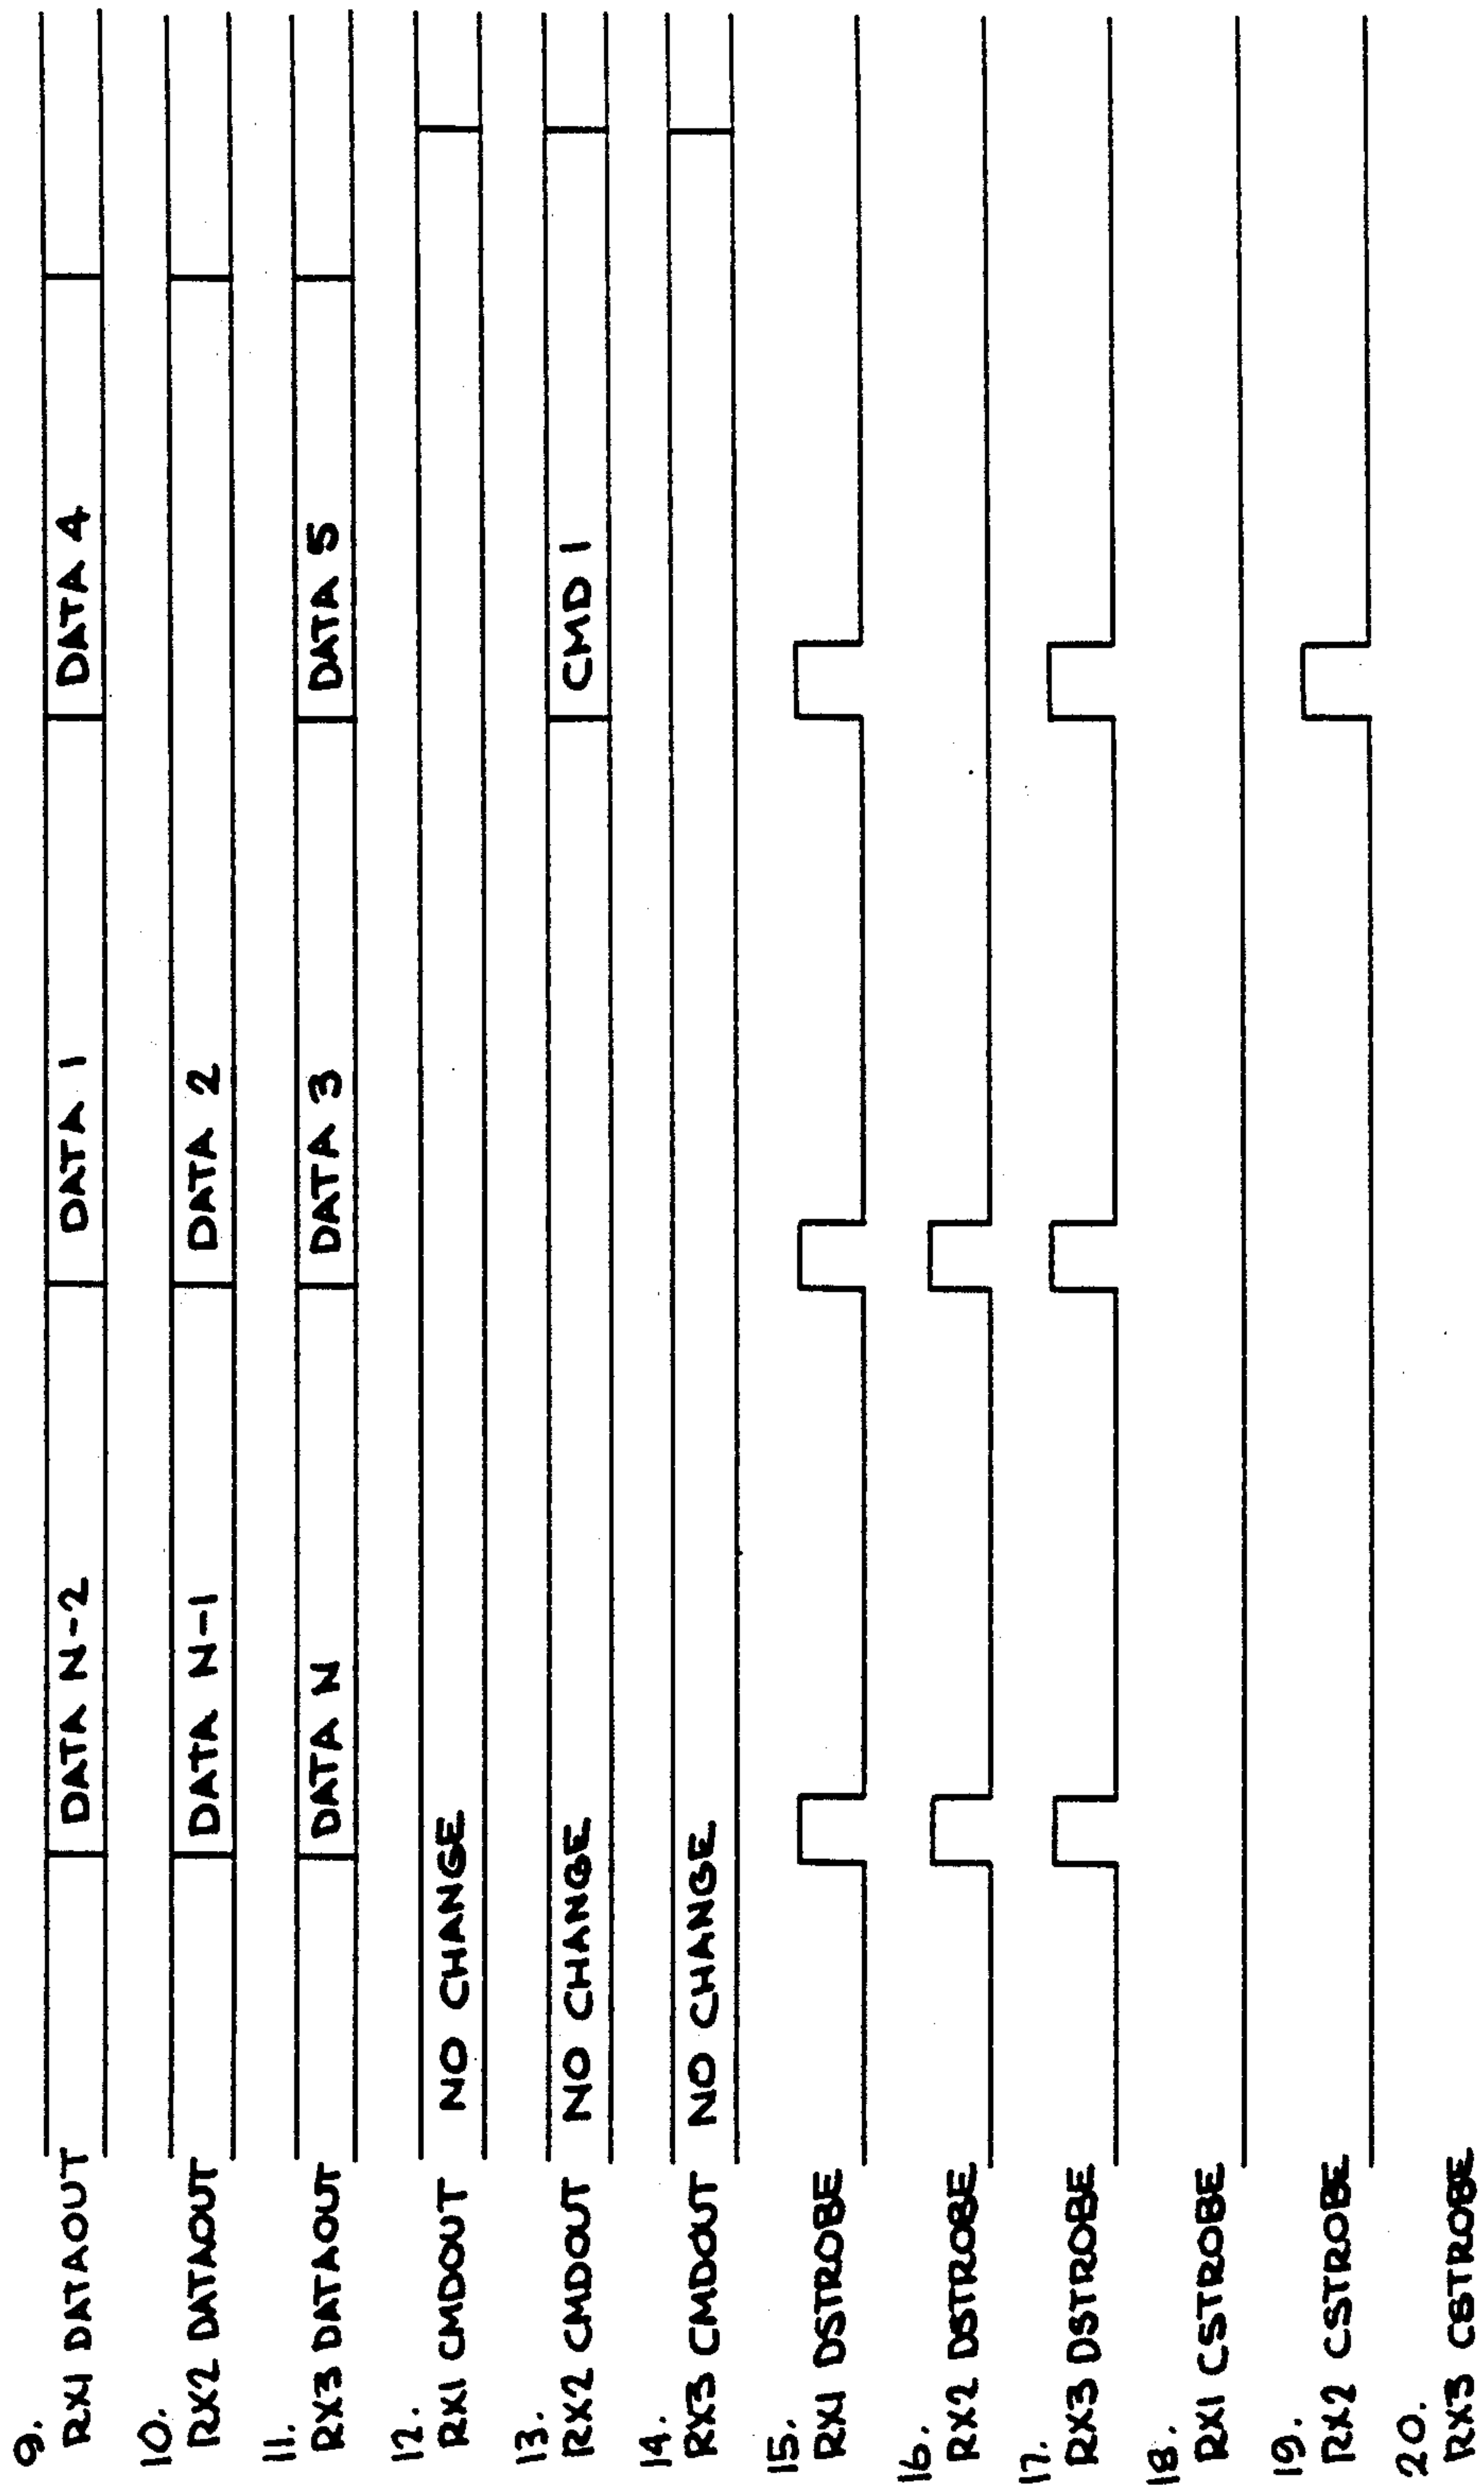 9.
RX1 DATAOUT DATA N-2 DATA 1 DATA 4
10.
RX2 DATAOUT DATA N-1 DATA 2
11.
RX3 DATAOUT DATA N DATA 3 DATA 5
12.
RX1 CMDOUT NO CHANGE
13.
RX2 CMDOUT NO CHANGE CMD 1
14.
RX3 CMDOUT NO CHANGE
15.
RX1 DSTROBE
16.
RX2 DSTROBE
17.
RX3 DSTROBE
18.
RX1 CSTROBE
19.
RX2 CSTROBE
20.
RX3 CSTROBE